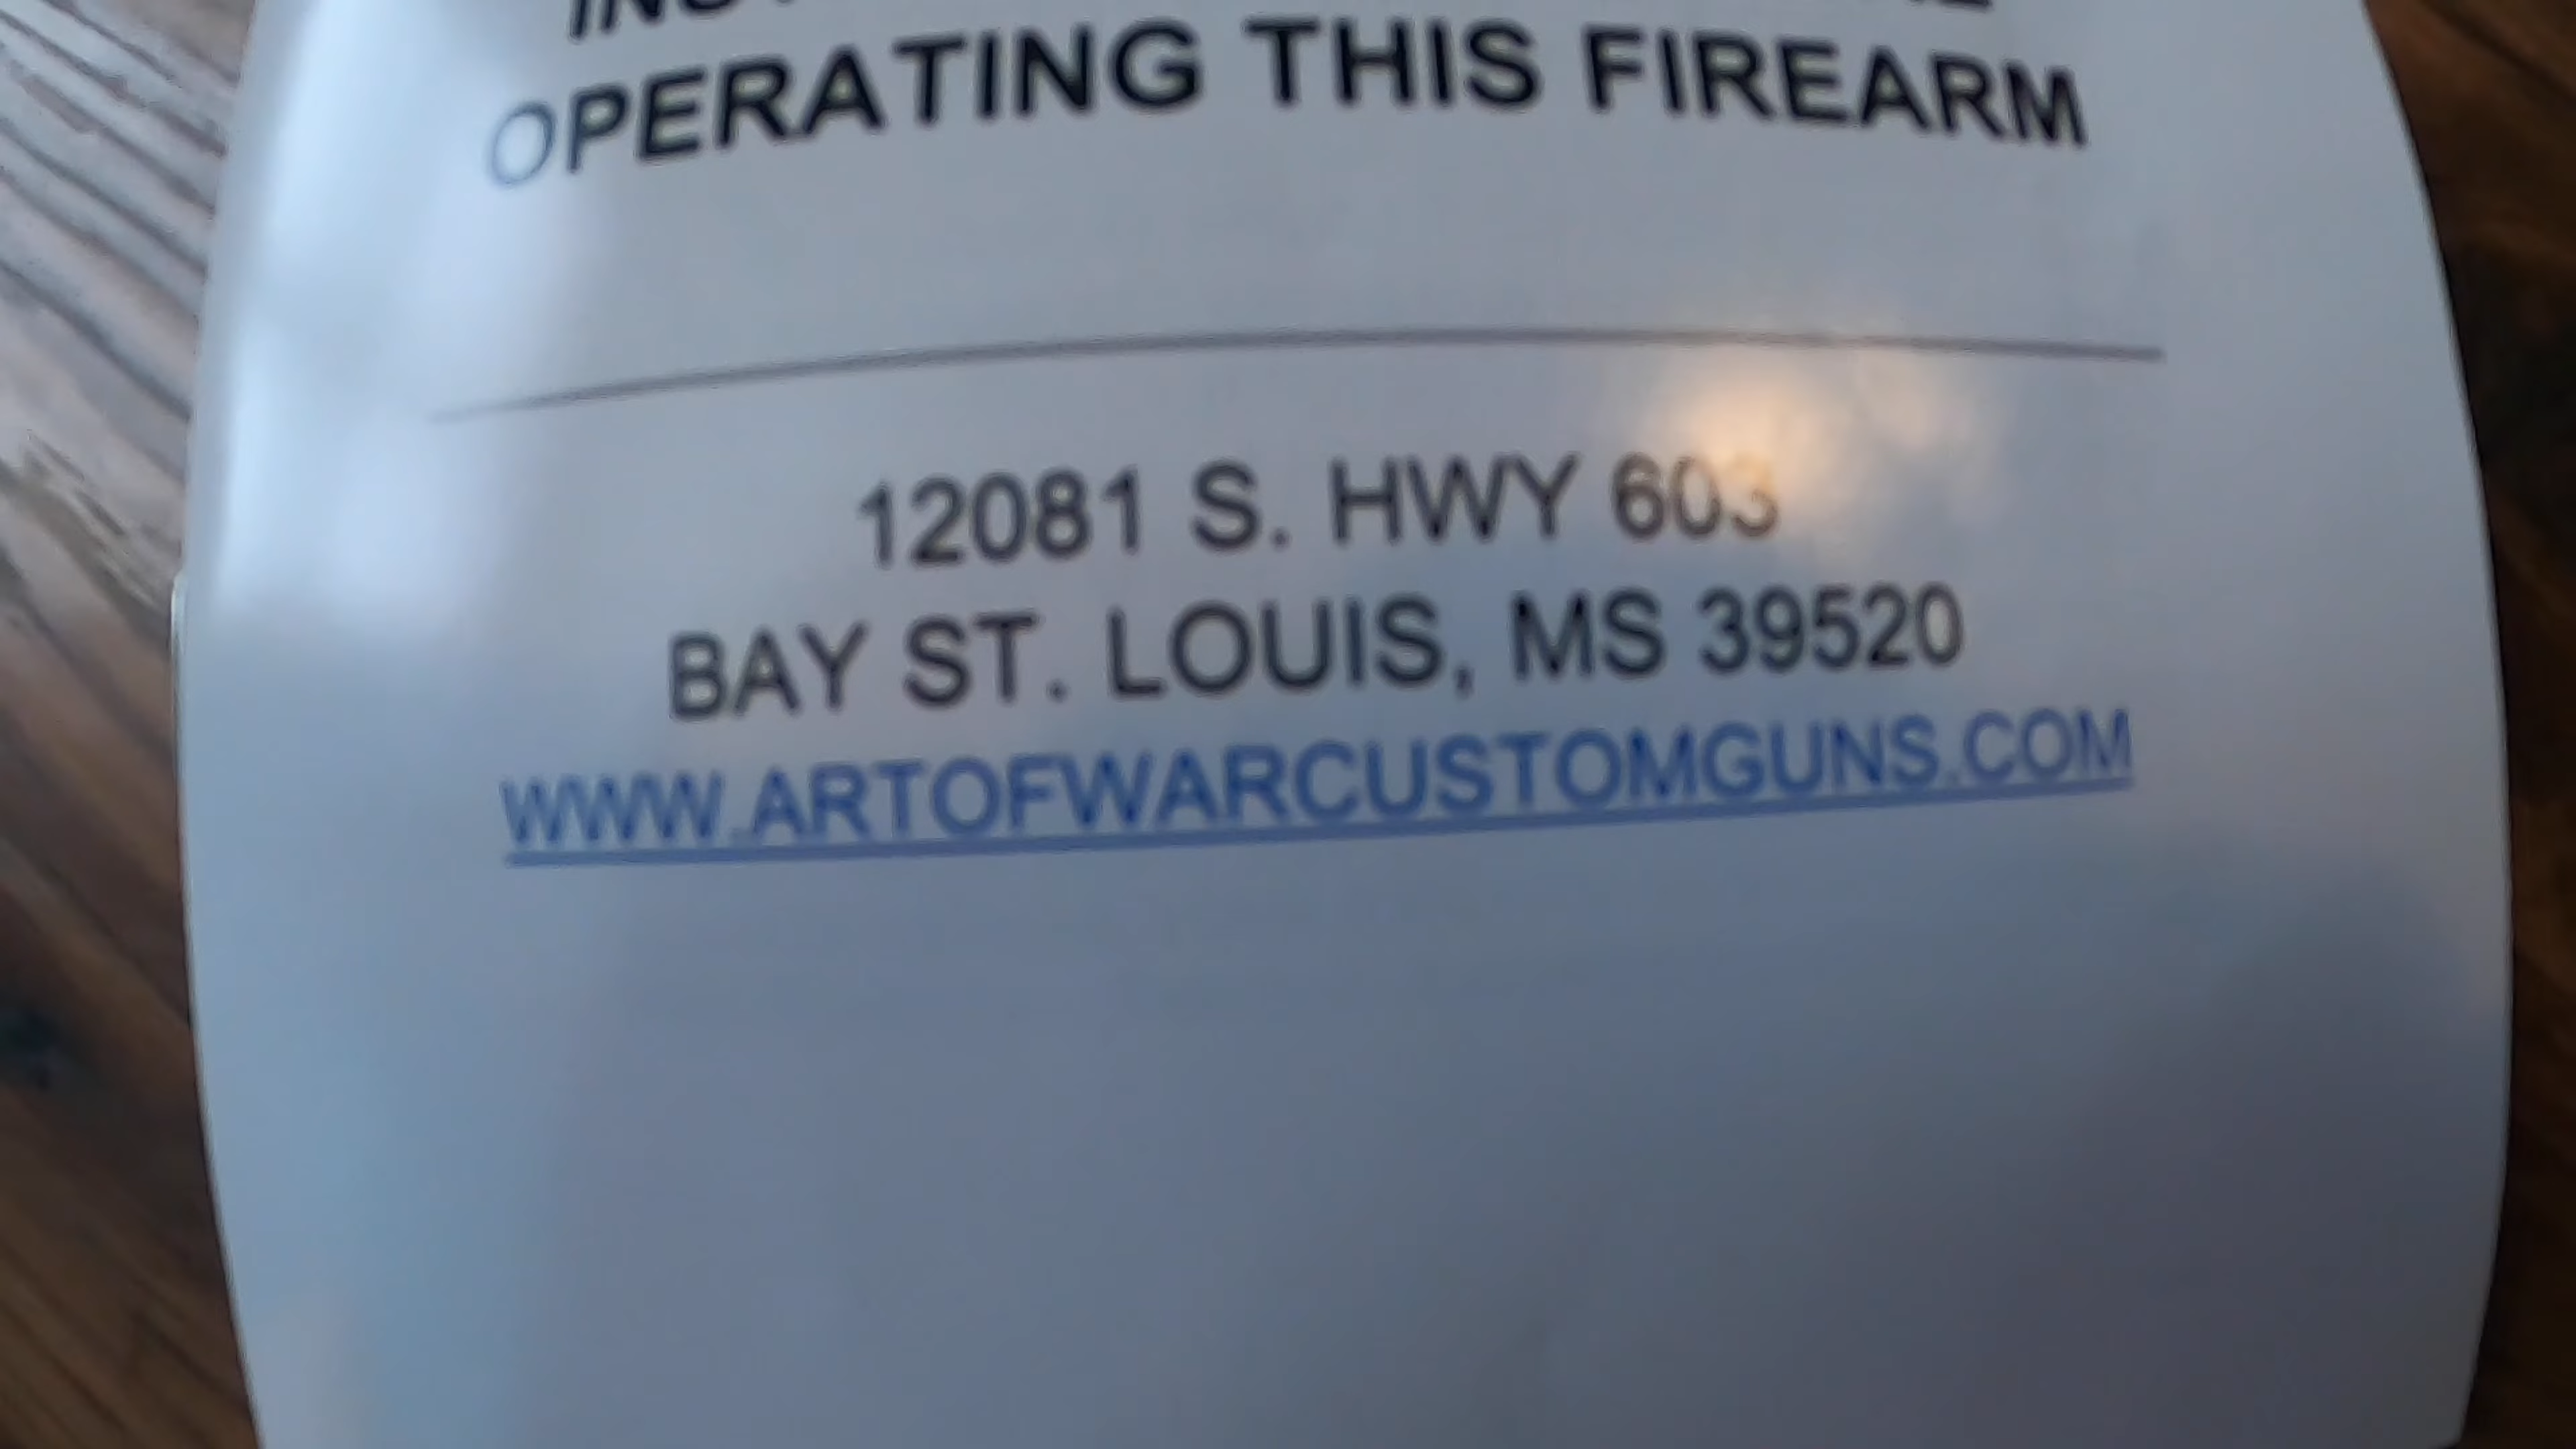 OPERATING THIS FIREARM
12081 S. HWY 603
BAY ST. LOUIS, MS 39520
WWW.ARTOFWARCUSTOMGUNS.COM